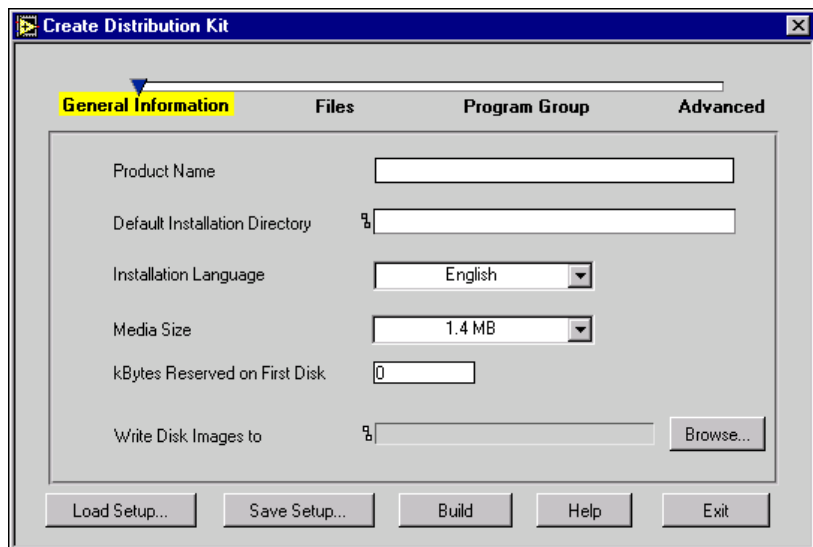 Create Distribution Kit
General Information Files Program Group Advanced
Product Name
Default Installation Directory
Installation Language English
Media Size 1.4 MB
kBytes Reserved on First Disk 0
Write Disk Images to Browse...
Load Setup... Save Setup... Build Help Exit